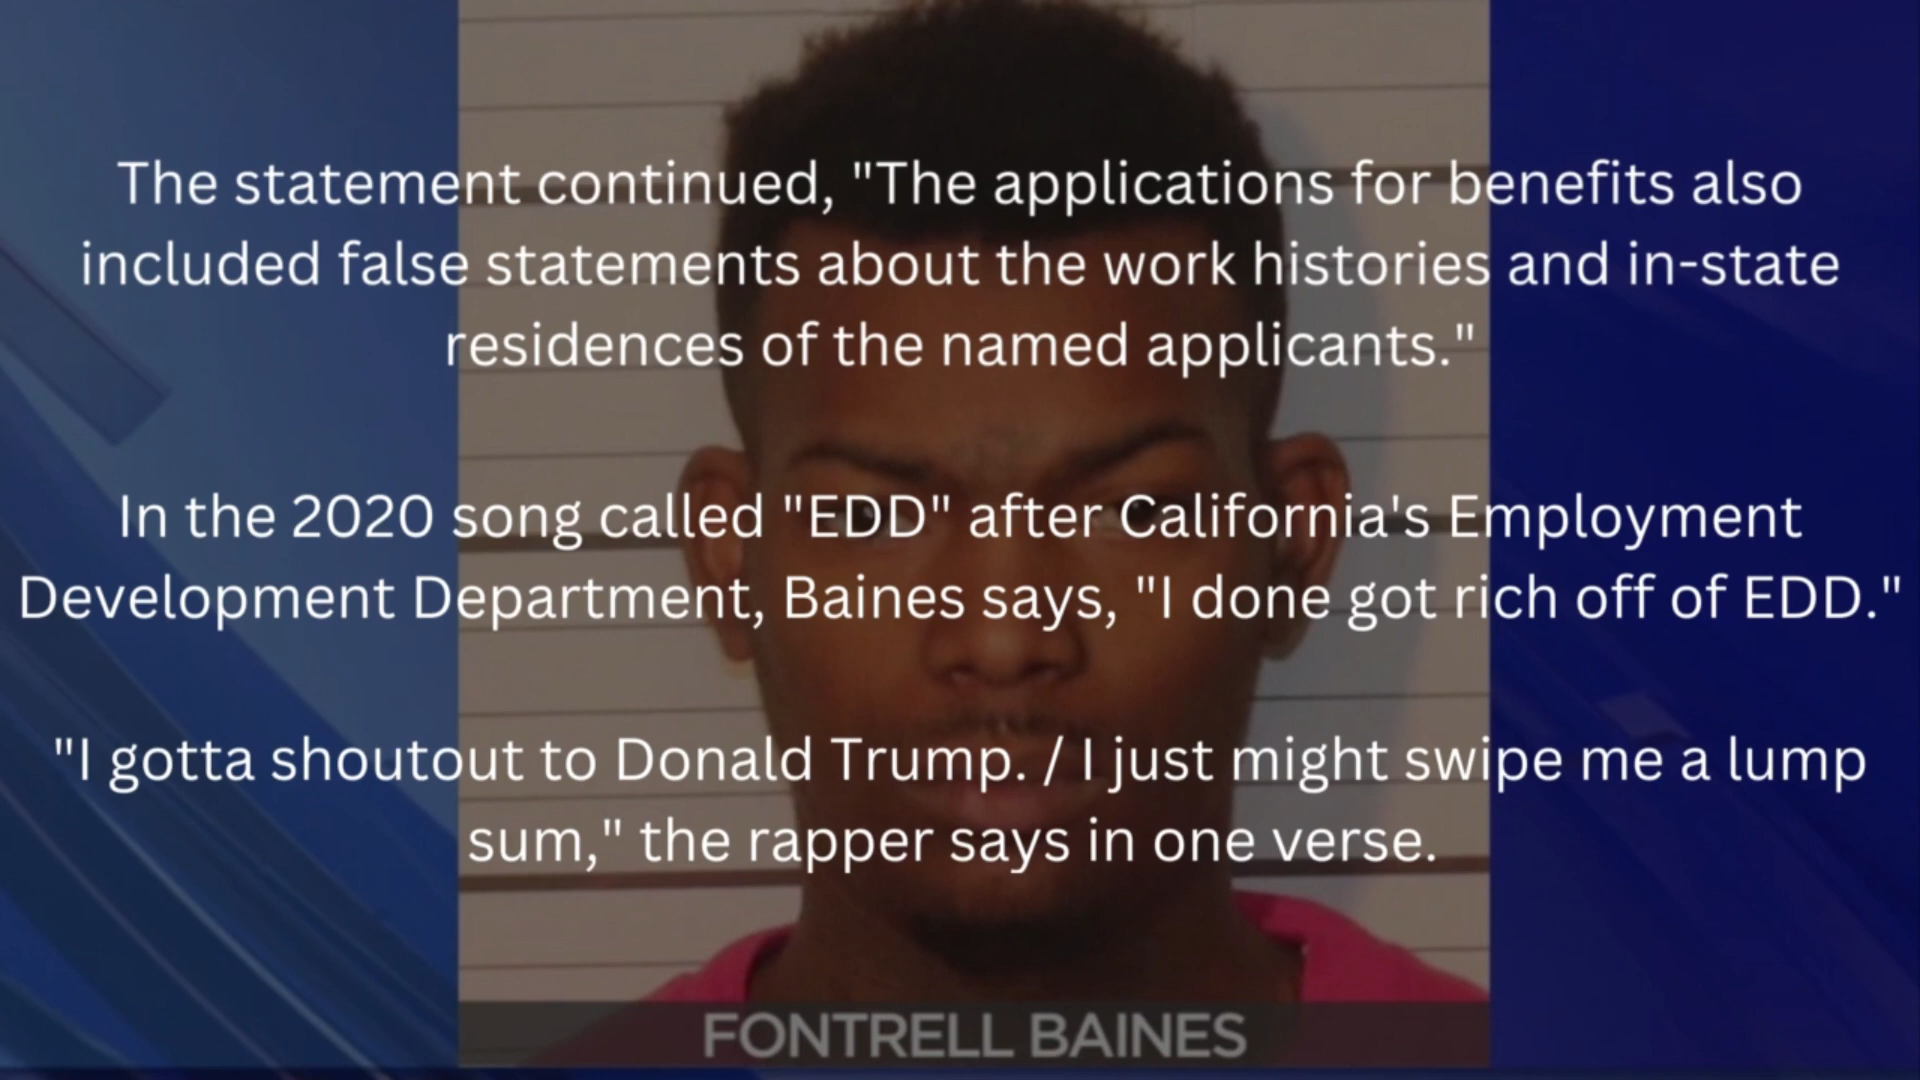 The statement continued, "The applications for benefits also
included false statements about the work histories and in-state
residences of the named applicants."
In the 2020 song called "EDD" after California's Employment
Development Department, Baines says, "I done got rich off of EDD."
"I gotta shoutout to Donald Trump. / I just might swipe me a lump
sum," the rapper says in one verse.
FONTRELL BAINES